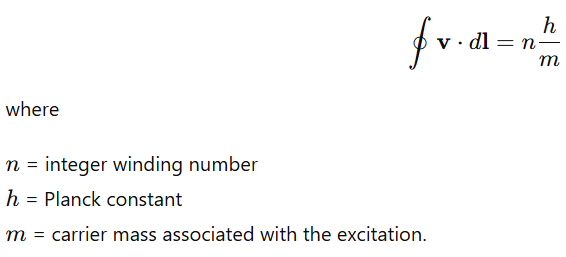 ∮ v · dl = n h/m
where
n = integer winding number
h = Planck constant
m = carrier mass associated with the excitation.